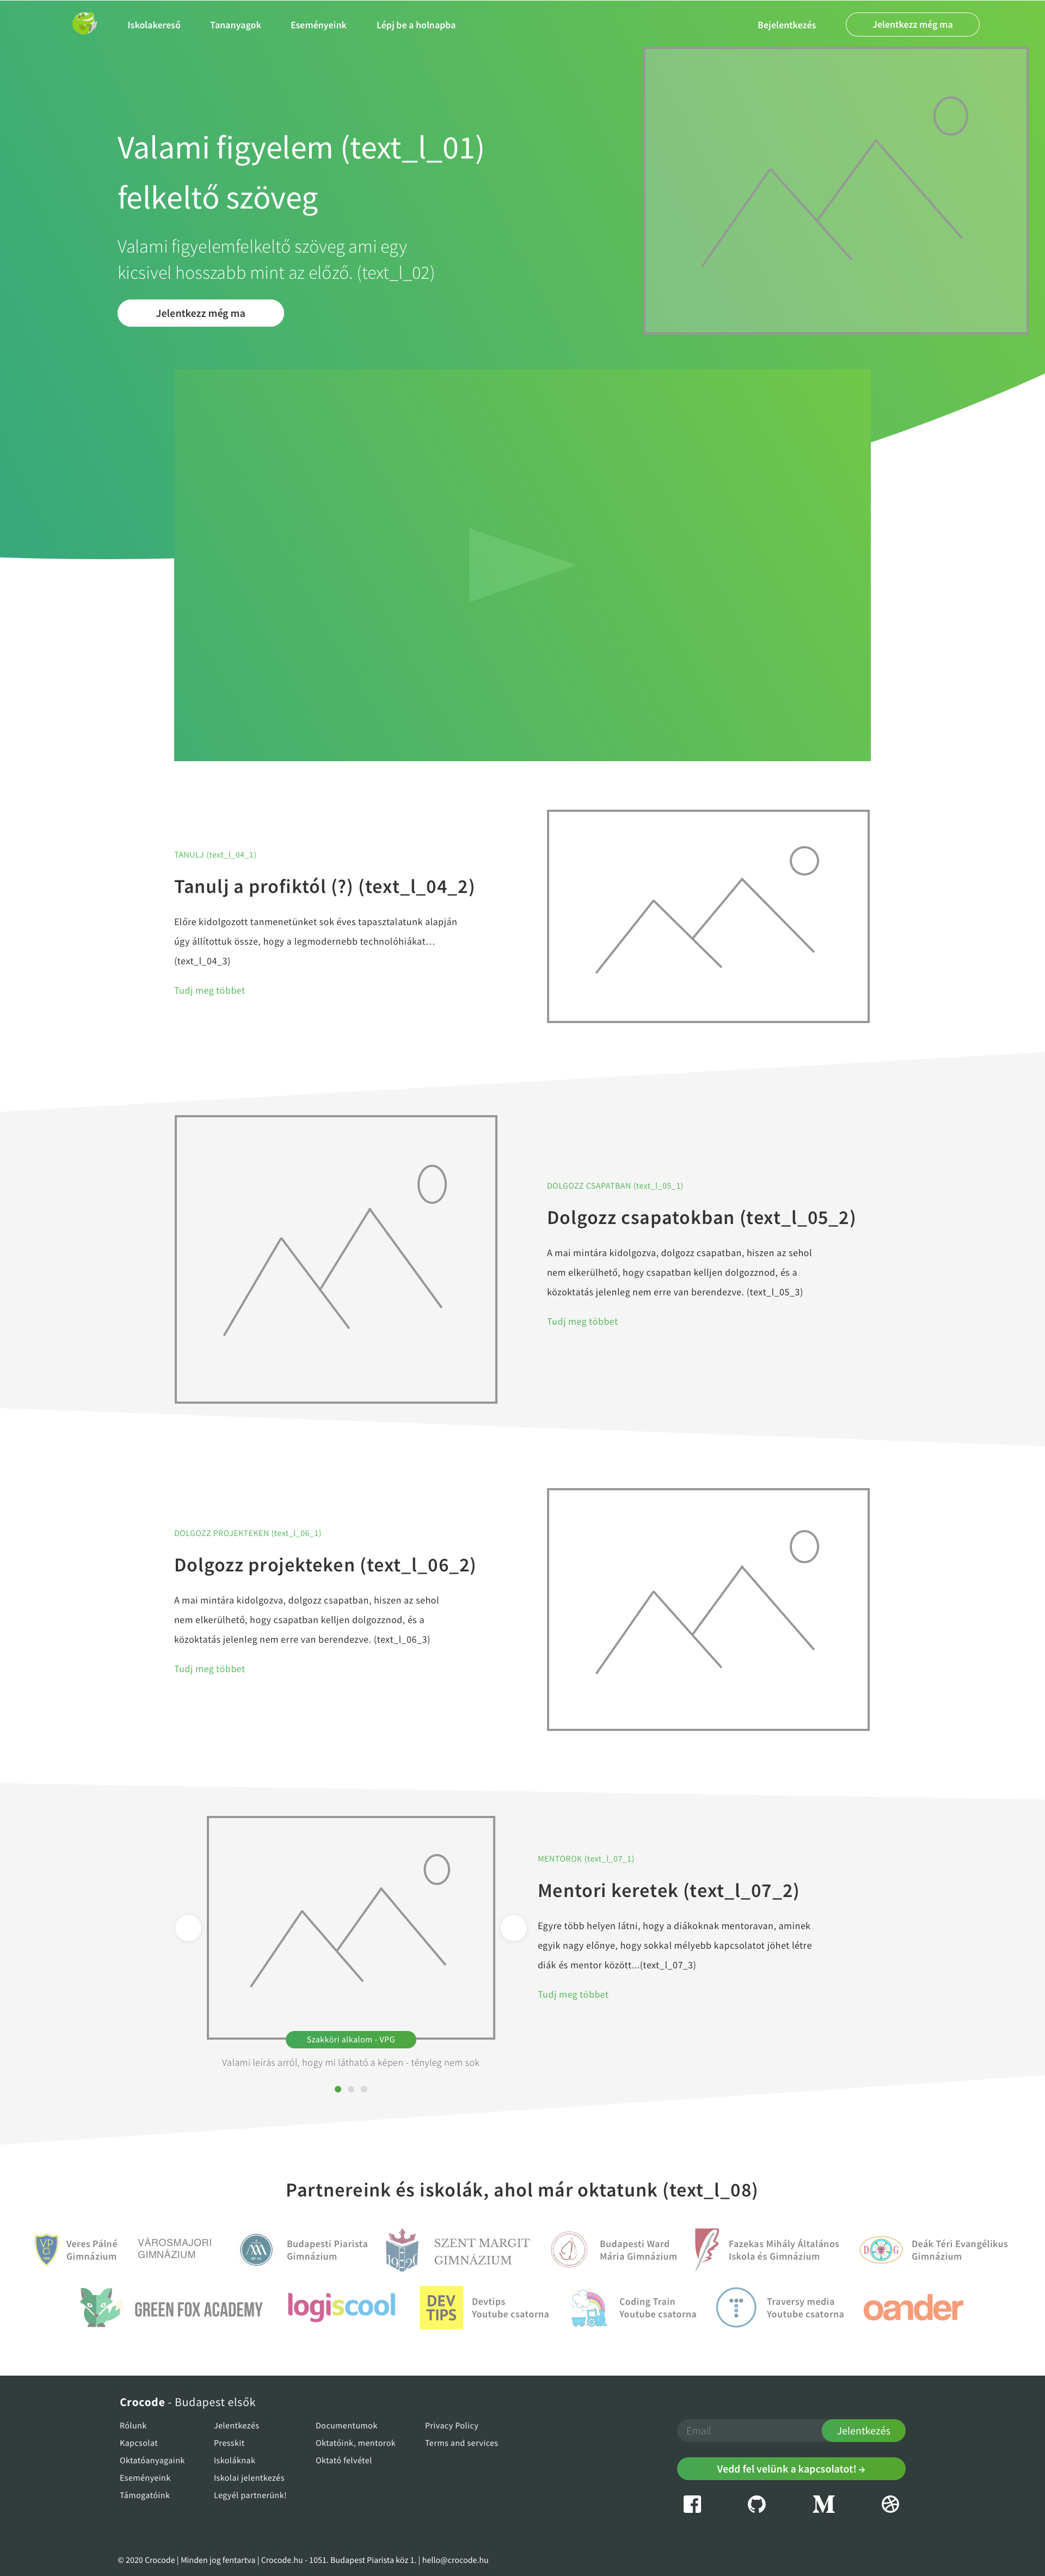 Iskolakereső Tananyagok Eseményeink Lépj be a holnapba Bejelentkezés Jelentkezz még ma
Valami figyelem (text_l_01)
felkeltő szöveg
Valami figyelemfelkeltő szöveg ami egy
kicsivel hosszabb mint az előző. (text_l_02)
Jelentkezz még ma
TANULJ (text_l_04_1)
Tanulj a profiktól (?) (text_l_04_2)
Előre kidolgozott tanmenetünket sok éves tapasztalatunk alapján
úgy állítottuk össze, hogy a legmodernebb technolóhiákat...
(text_l_04_3)
Tudj meg többet
DOLGOZZ CSAPATBAN (text_l_05_1)
Dolgozz csapatokban (text_l_05_2)
A mai mintára kidolgozva, dolgozz csapatban, hiszen az sehol
nem elkerülhető, hogy csapatban kelljen dolgozznod, és a
közoktatás jelenleg nem erre van berendezve. (text_l_05_3)
Tudj meg többet
DOLGOZZ PROJEKTEKEN (text_l_06_1)
Dolgozz projekteken (text_l_06_2)
A mai mintára kidolgozva, dolgozz csapatban, hiszen az sehol
nem elkerülhető, hogy csapatban kelljen dolgozznod, és a
közoktatás jelenleg nem erre van berendezve. (text_l_06_3)
Tudj meg többet
MENTOROK (text_l_07_1)
Mentori keretek (text_l_07_2)
Egyre több helyen látni, hogy a diákoknak mentoravan, aminek
egyik nagy előnye, hogy sokkal mélyebb kapcsolatot jöhet létre
diák és mentor között...(text_l_07_3)
Tudj meg többet
Szakköri alkalom - VPG
Valami leírás arról, hogy mi látható a képen - tényleg nem sok
Partnereink és iskolák, ahol már oktatunk (text_l_08)
VPG
Veres Pálné
Gimnázium
VÁROSMAJORI
GIMNÁZIUM
Budapesti Piarista
Gimnázium
1920
SZENT MARGIT
GIMNÁZIUM
Budapesti Ward
Mária Gimnázium
Fazekas Mihály Általános
Iskola és Gimnázium
D G
Deák Téri Evangélikus
Gimnázium
GREEN FOX ACADEMY
logiscool
DEV
TIPS
Devtips
Youtube csatorna
Coding Train
Youtube csatorna
Traversy media
Youtube csatorna
oander
Crocode - Budapest elsők
Rólunk
Kapcsolat
Oktatóanyagaink
Eseményeink
Támogatóink
Jelentkezés
Presskit
Iskoláknak
Iskolai jelentkezés
Legyél partnerünk!
Documentumok
Oktatóink, mentorok
Oktató felvétel
Privacy Policy
Terms and services
Email Jelentkezés
Vedd fel velünk a kapcsolatot! →
M
© 2020 Crocode | Minden jog fentartva | Crocode.hu - 1051. Budapest Piarista köz 1. | hello@crocode.hu